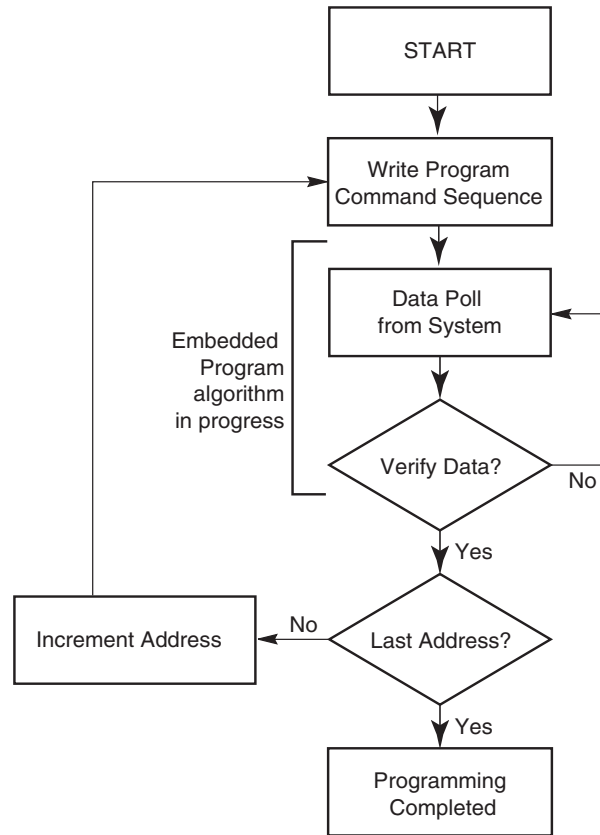 START
Write Program
Command Sequence
Data Poll
from System
Embedded
Program
algorithm
in progress
Verify Data?
No
Yes
Increment Address
No
Last Address?
Yes
Programming
Completed